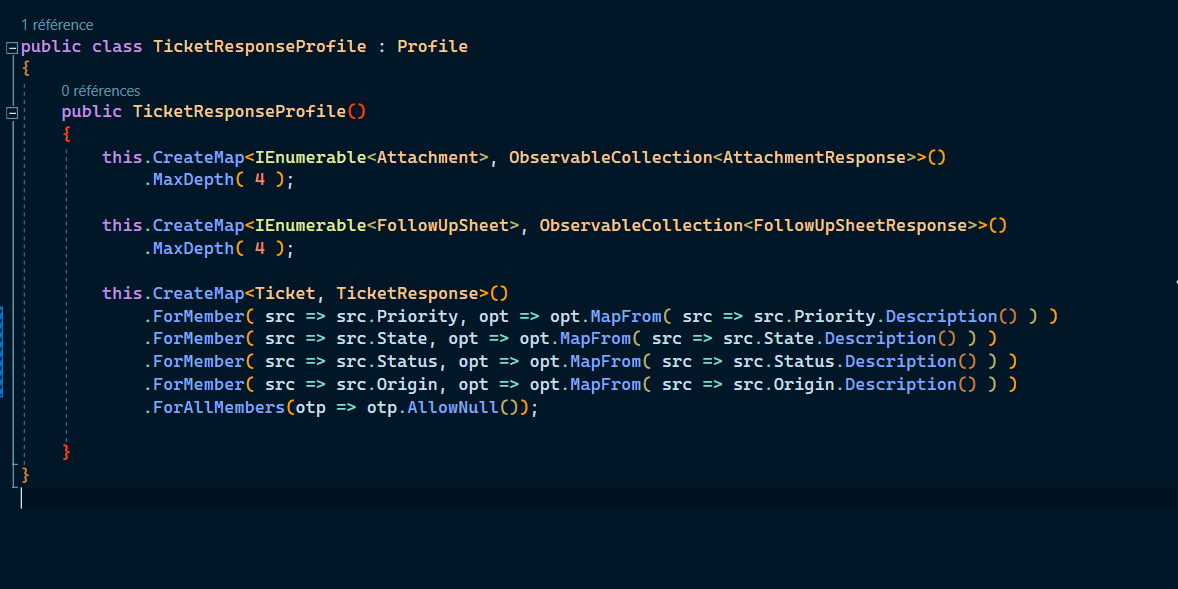 1 référence
public class TicketResponseProfile : Profile
{
0 références
public TicketResponseProfile()
{
this.CreateMap<IEnumerable<Attachment>, ObservableCollection<AttachmentResponse>>()
.MaxDepth( 4 );
this.CreateMap<IEnumerable<FollowUpSheet>, ObservableCollection<FollowUpSheetResponse>>()
.MaxDepth( 4 );
this.CreateMap<Ticket, TicketResponse>()
.ForMember( src => src.Priority, opt => opt.MapFrom( src => src.Priority.Description() ) )
.ForMember( src => src.State, opt => opt.MapFrom( src => src.State.Description() ) )
.ForMember( src => src.Status, opt => opt.MapFrom( src => src.Status.Description() ) )
.ForMember( src => src.Origin, opt => opt.MapFrom( src => src.Origin.Description() ) )
.ForAllMembers(otp => otp.AllowNull());
}
}